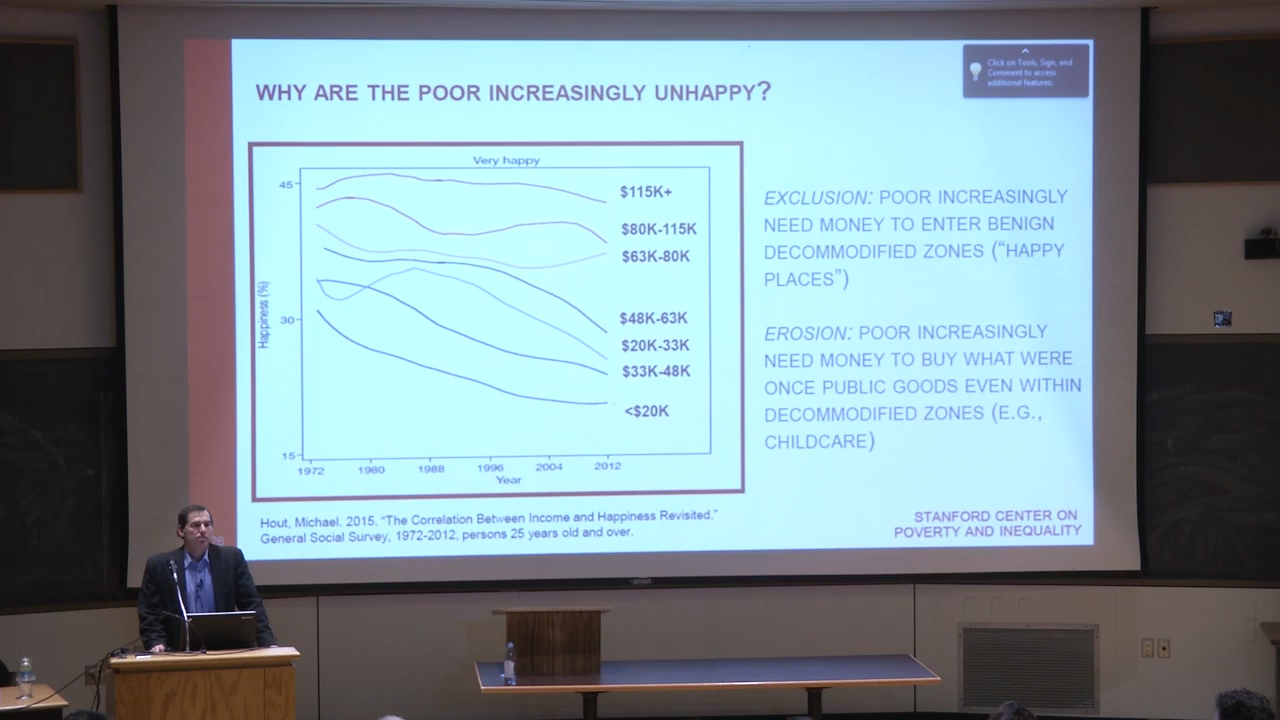 WHY ARE THE POOR INCREASINGLY UNHAPPY?
Click on Tools, Sign, and
Comment to access
additional features.
Very happy
45
30
15
Happiness (%)
1972
1980
1988
1996
2004
2012
Year
$115K+
$80K-115K
$63K-80K
$48K-63K
$20K-33K
$33K-48K
<$20K
EXCLUSION: POOR INCREASINGLY
NEED MONEY TO ENTER BENIGN
DECOMMODIFIED ZONES (“HAPPY
PLACES”)
EROSION: POOR INCREASINGLY
NEED MONEY TO BUY WHAT WERE
ONCE PUBLIC GOODS EVEN WITHIN
DECOMMODIFIED ZONES (E.G.,
CHILDCARE)
Hout, Michael. 2015. “The Correlation Between Income and Happiness Revisited.”
General Social Survey, 1972-2012, persons 25 years old and over.
STANFORD CENTER ON
POVERTY AND INEQUALITY